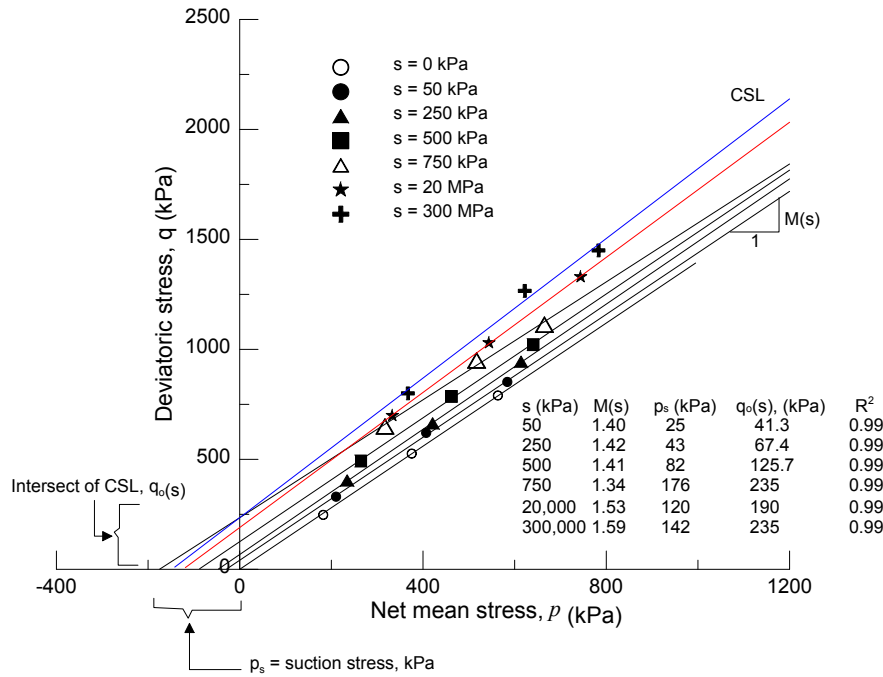 2500
2000
1500
1000
500
0
Deviatoric stress, q (kPa)
s = 0 kPa
s = 50 kPa
s = 250 kPa
s = 500 kPa
s = 750 kPa
s = 20 MPa
s = 300 MPa
CSL
M(s)
1
s (kPa) M(s) pₛ (kPa) qₒ(s), (kPa) R²
50 1.40 25 41.3 0.99
250 1.42 43 67.4 0.99
500 1.41 82 125.7 0.99
750 1.34 176 235 0.99
20,000 1.53 120 190 0.99
300,000 1.59 142 235 0.99
Intersect of CSL, qₒ(s)
-400 0 400 800 1200
Net mean stress, p (kPa)
pₛ = suction stress, kPa